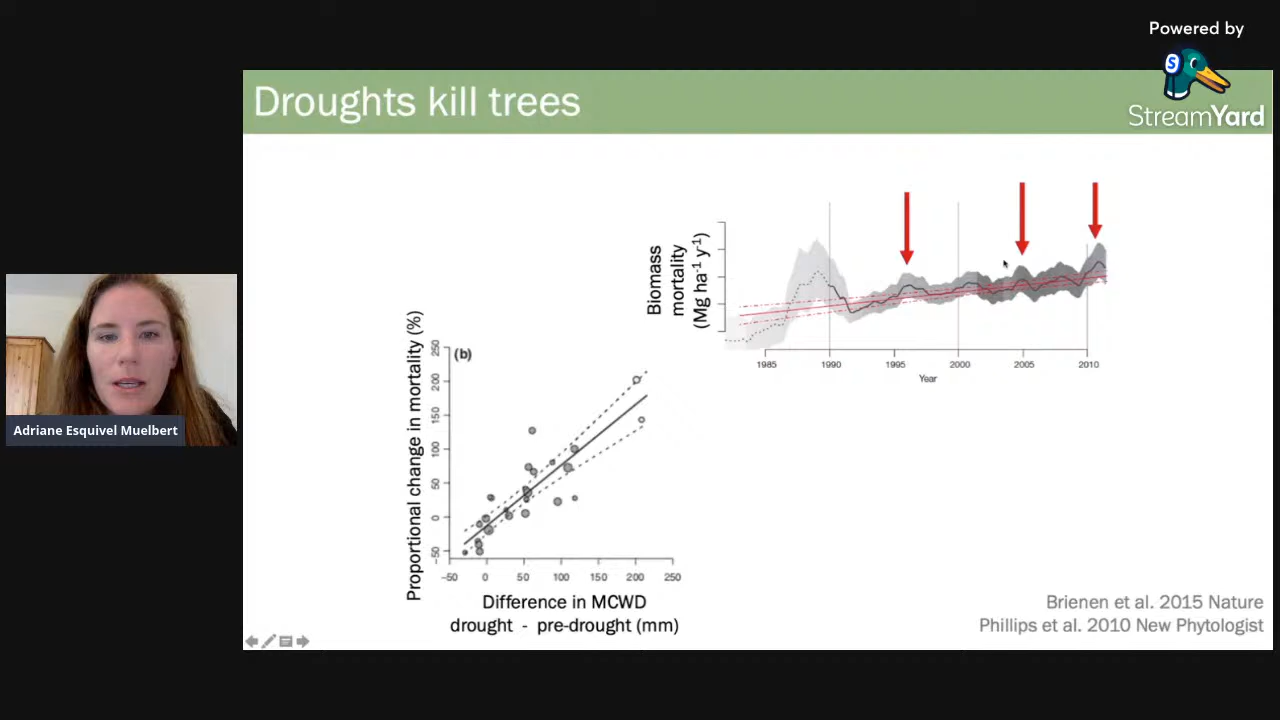 Powered by
StreamYard
Droughts kill trees
Biomass
mortality
(Mg ha-1 y-1)
1985 1990 1995 2000 2005 2010
Year
Proportional change in mortality (%)
(b)
250
200
150
100
50
0
-50
-50 0 50 100 150 200 250
Difference in MCWD
drought - pre-drought (mm)
Adriane Esquivel Muelbert
Brienen et al. 2015 Nature
Phillips et al. 2010 New Phytologist